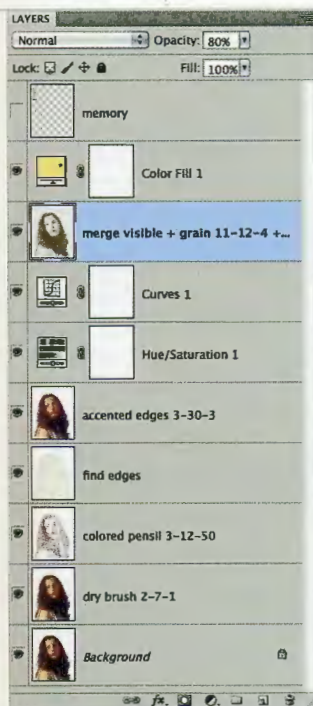 LAYERS
Normal Opacity: 80%
Lock: Fill: 100%
memory
Color Fill 1
merge visible + grain 11-12-4 +...
Curves 1
Hue/Saturation 1
accented edges 3-30-3
find edges
colored pensil 3-12-50
dry brush 2-7-1
Background
fx